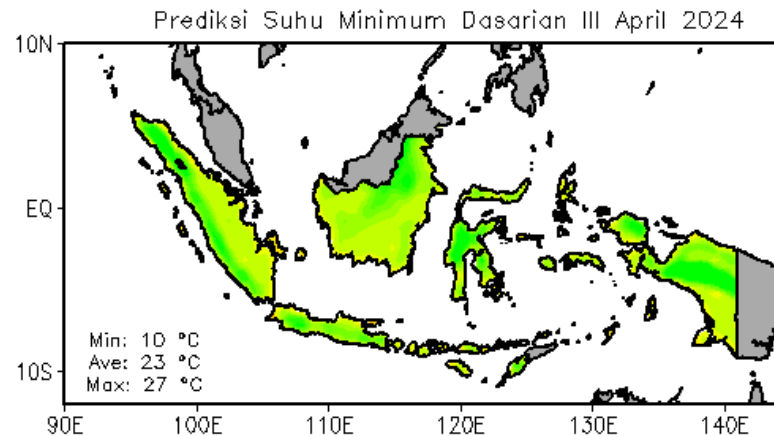 Prediksi Suhu Minimum Dasarian III April 2024
10N
EQ
10S
Min: 10 °C
Ave: 23 °C
Max: 27 °C
90E 100E 110E 120E 130E 140E